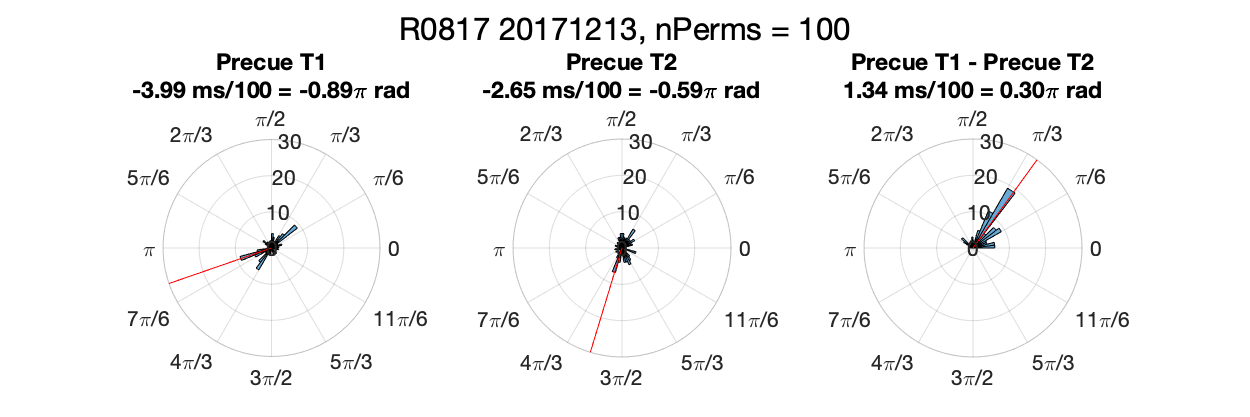 R0817 20171213, nPerms = 100
Precue T1
-3.99 ms/100 = -0.89π rad
π/2
2π/3
30
π/3
5π/6
20
π/6
10
π
0
7π/6
11π/6
4π/3
5π/3
3π/2
Precue T2
-2.65 ms/100 = -0.59π rad
π/2
2π/3
30
π/3
5π/6
20
π/6
10
π
0
7π/6
11π/6
4π/3
5π/3
3π/2
Precue T1 - Precue T2
1.34 ms/100 = 0.30π rad
π/2
2π/3
30
π/3
5π/6
20
π/6
10
π
0
0
7π/6
11π/6
4π/3
5π/3
3π/2